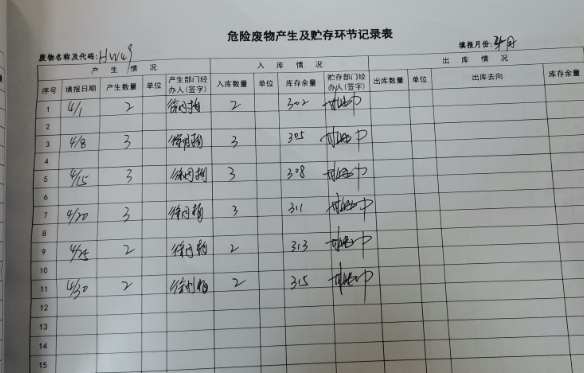 危险废物产生及贮存环节记录表
废物名称及代码: HW49 填报月份:
产生情况 入库情况 出库情况
序号 填报日期 产生数量 单位 产生部门经办人(签字) 入库数量 单位 库存余量 贮存部门经办人(签字) 出库数量 单位 出库去向 库存余量
1 4/1 2 2 302
2
3 4/8 3 3 305
4
5 4/15 3 3 308
6
7 4/20 3 3 311
8
9 4/25 2 2 313
10
11 4/30 2 2 315
12
13
14
15